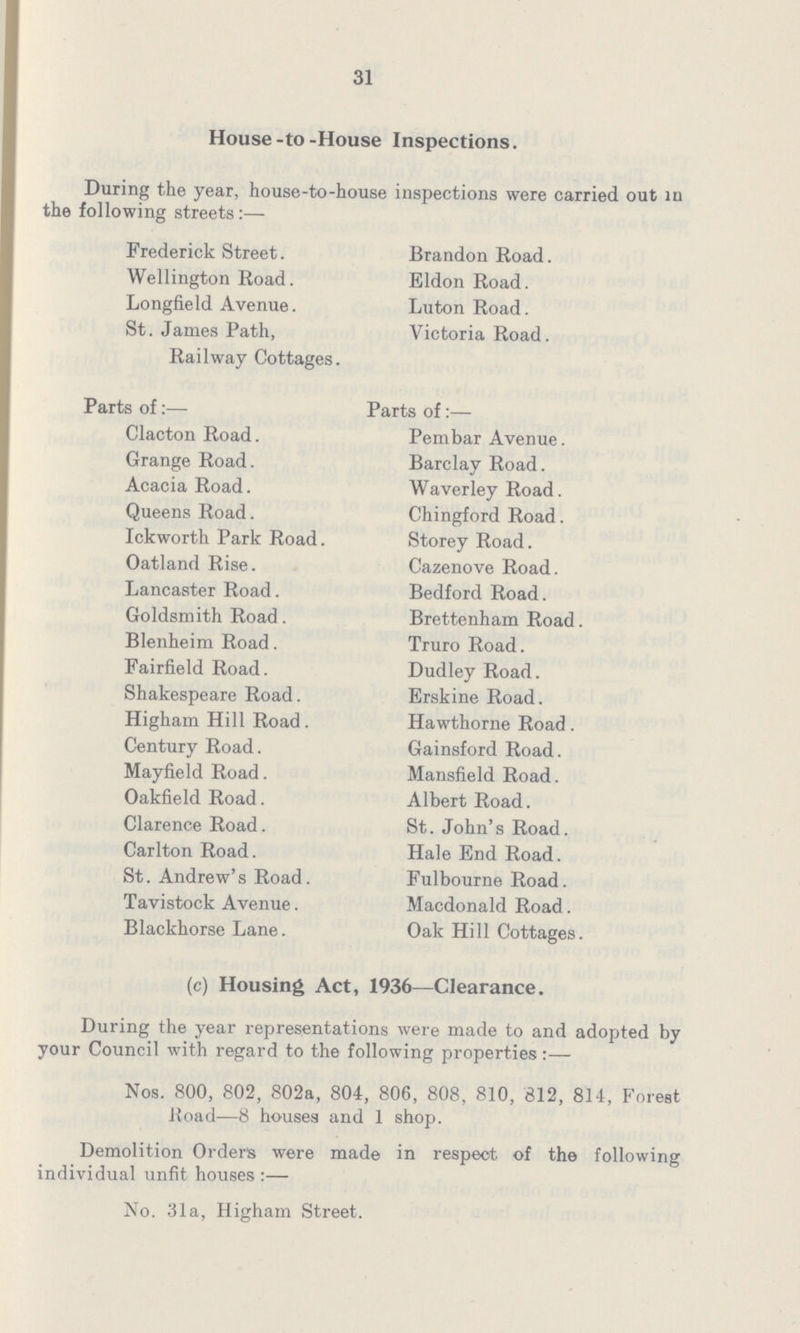 31
House-to-House Inspections.
During the year, house-to-house inspections were carried out in
the following streets:—
Frederick Street.
Wellington Road.
Longfield Avenue.
St. James Path,
Railway Cottages.
Brandon Road.
Eldon Road.
Luton Road.
Victoria Road.
Parts of:—
Clacton Road.
Grange Road.
Acacia Road.
Queens Road.
Ickworth Park Road.
Oatland Rise.
Lancaster Road.
Goldsmith Road.
Blenheim Road.
Fairfield Road.
Shakespeare Road.
Higham Hill Road.
Century Road.
Mayfield Road.
Oakfield Road.
Clarence Road.
Carlton Road.
St. Andrew's Road.
Tavistock Avenue.
Blackhorse Lane.
Parts of:—
Pembar Avenue.
Barclay Road.
Waverley Road.
Chingford Road.
Storey Road.
Cazenove Road.
Bedford Road.
Brettenham Road.
Truro Road.
Dudley Road.
Erskine Road.
Hawthorne Road.
Gainsford Road.
Mansfield Road.
Albert Road.
St. John's Road.
Hale End Road.
Fulbourne Road.
Macdonald Road.
Oak Hill Cottages.
(c) Housing Act, 1936—Clearance.
During the year representations were made to and adopted by
your Council with regard to the following properties:—
Nos. 800, 802, 802a, 804, 806, 808, 810, 812, 814, Forest
Road—8 houses and 1 shop.
Demolition Orders were made in respect of the following
individual unfit houses:—
No. 31a, Higham Street.